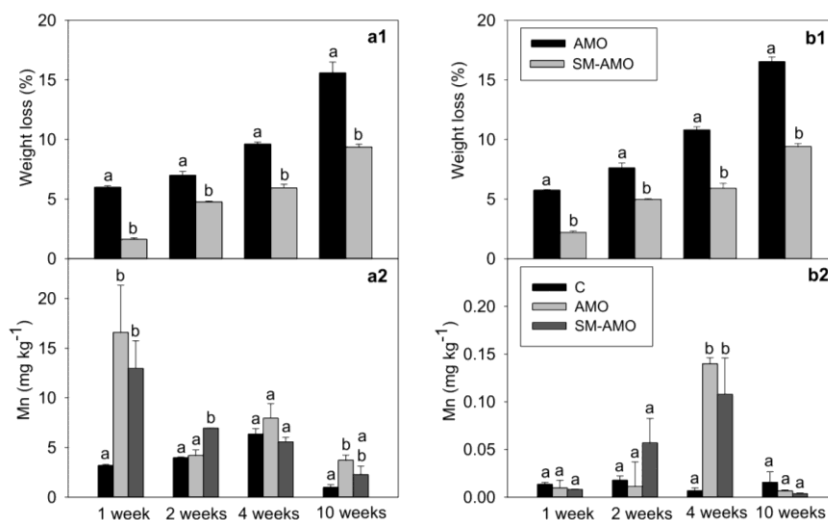 20
15
10
5
0
Weight loss (%)
a1
a
b
a
b
a
b
a
b
20
15
10
5
0
Weight loss (%)
b1
AMO
SM-AMO
a
b
a
b
a
b
a
b
20
15
10
5
0
Mn (mg kg⁻¹)
a2
a
b
b
a
a
b
a
a
a
a
b
a
b
1 week 2 weeks 4 weeks 10 weeks
0.20
0.15
0.10
0.05
0.00
Mn (mg kg⁻¹)
b2
C
AMO
SM-AMO
a
a
a
a
a
a
a
b
b
a
a
a
1 week 2 weeks 4 weeks 10 weeks